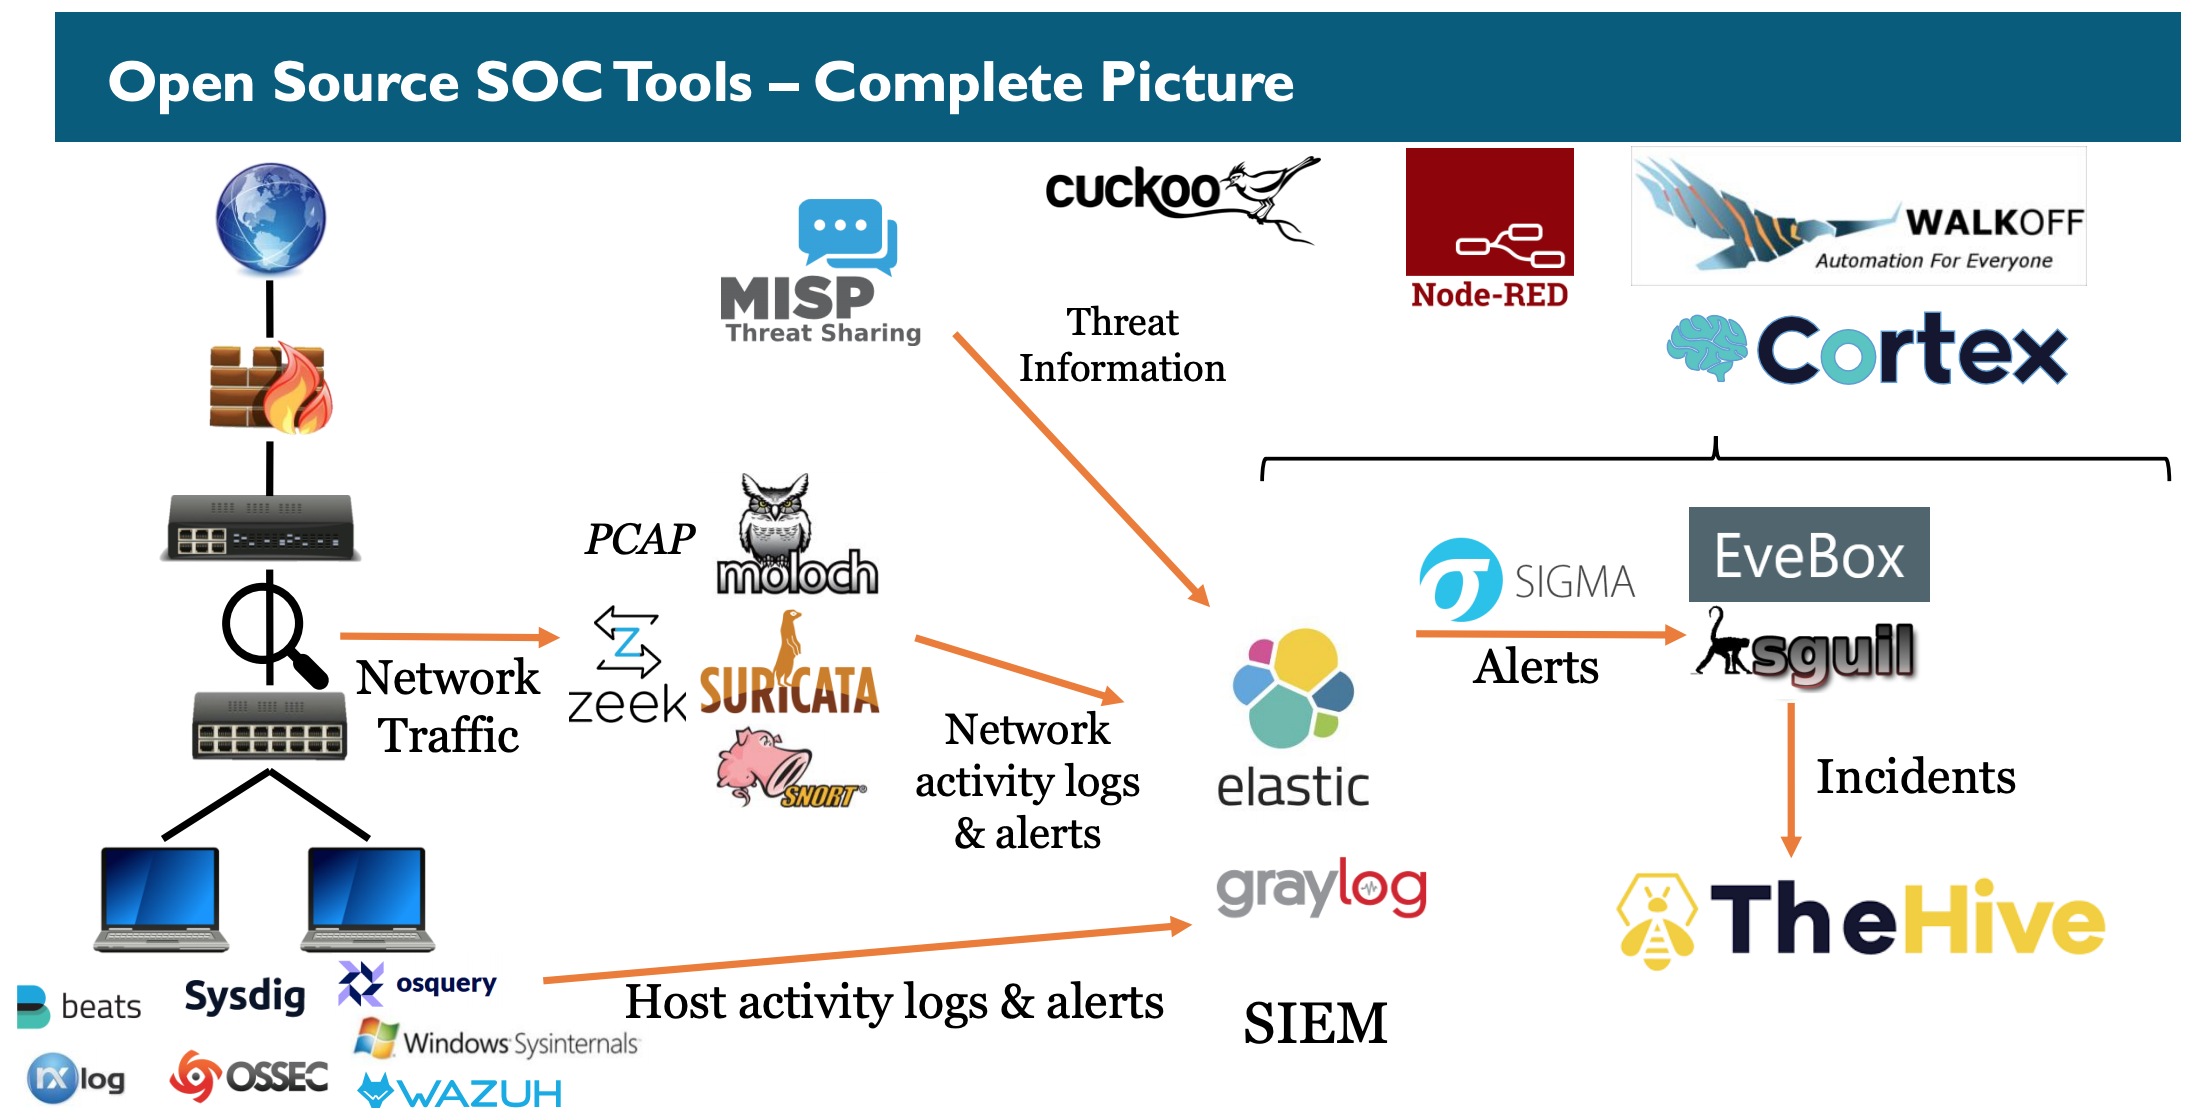 Open Source SOC Tools – Complete Picture
cuckoo
MISP
Threat Sharing
Node-RED
WALKOFF
Automation For Everyone
Threat
Information
Cortex
PCAP
moloch
zeek
SURICATA
SNORT®
Network
Traffic
Network
activity logs
& alerts
elastic
graylog
SIEM
σ SIGMA
Alerts
EveBox
sguil
Incidents
TheHive
Host activity logs & alerts
beats
Sysdig
osquery
Windows Sysinternals
nxlog
OSSEC
WAZUH